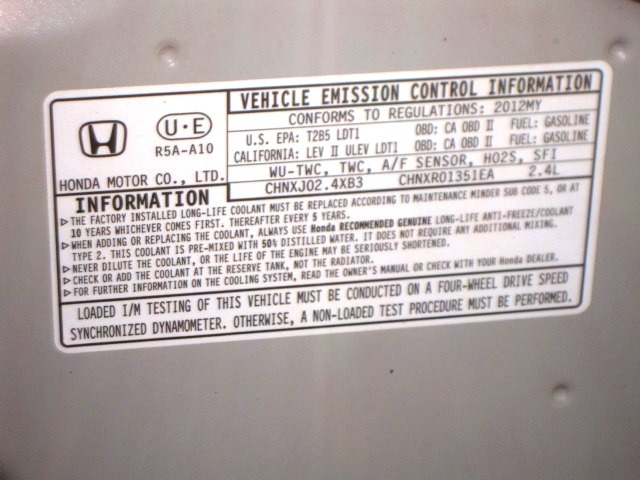 VEHICLE EMISSION CONTROL INFORMATION
CONFORMS TO REGULATIONS: 2012MY
U.S. EPA: T2B5 LDT1 OBD: CA OBD II FUEL: GASOLINE
CALIFORNIA: LEV II ULEV LDT1 OBD: CA OBD II FUEL: GASOLINE
WU-TWC, TWC, A/F SENSOR, HO2S, SFI
CHNXJ02.4XB3 CHNXR0135IEA 2.4L
U·E
R5A-A10
HONDA MOTOR CO., LTD.
INFORMATION
▷THE FACTORY INSTALLED LONG-LIFE COOLANT MUST BE REPLACED ACCORDING TO MAINTENANCE MINDER SUB CODE 5, OR AT
10 YEARS WHICHEVER COMES FIRST. THEREAFTER EVERY 5 YEARS.
▷WHEN ADDING OR REPLACING THE COOLANT, ALWAYS USE Honda RECOMMENDED GENUINE LONG-LIFE ANTI-FREEZE/COOLANT
TYPE 2. THIS COOLANT IS PRE-MIXED WITH 50% DISTILLED WATER. IT DOES NOT REQUIRE ANY ADDITIONAL MIXING.
▷NEVER DILUTE THE COOLANT, OR THE LIFE OF THE ENGINE MAY BE SERIOUSLY SHORTENED.
▷CHECK OR ADD THE COOLANT AT THE RESERVE TANK, NOT THE RADIATOR.
▷FOR FURTHER INFORMATION ON THE COOLING SYSTEM, READ THE OWNER'S MANUAL OR CHECK WITH YOUR Honda DEALER.
LOADED I/M TESTING OF THIS VEHICLE MUST BE CONDUCTED ON A FOUR-WHEEL DRIVE SPEED
SYNCHRONIZED DYNAMOMETER. OTHERWISE, A NON-LOADED TEST PROCEDURE MUST BE PERFORMED.